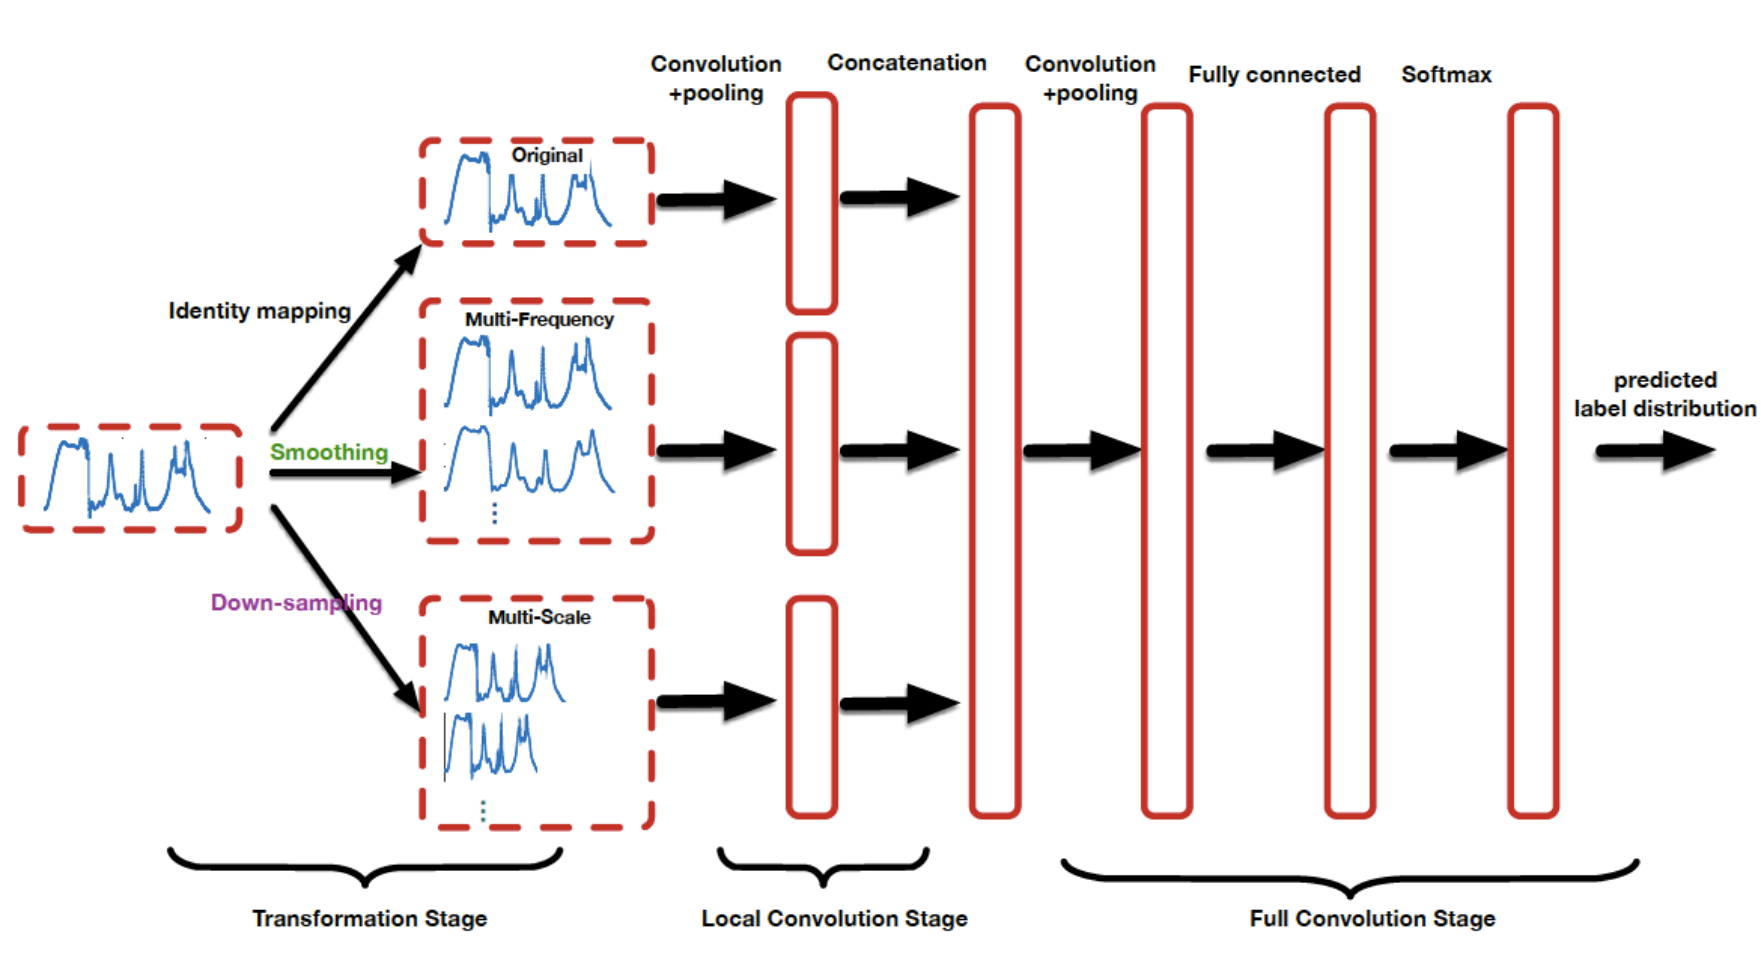 Convolution
+pooling
Concatenation
Convolution
+pooling
Fully connected
Softmax
Original
Identity mapping
Multi-Frequency
Smoothing
predicted
label distribution
Down-sampling
Multi-Scale
Transformation Stage
Local Convolution Stage
Full Convolution Stage